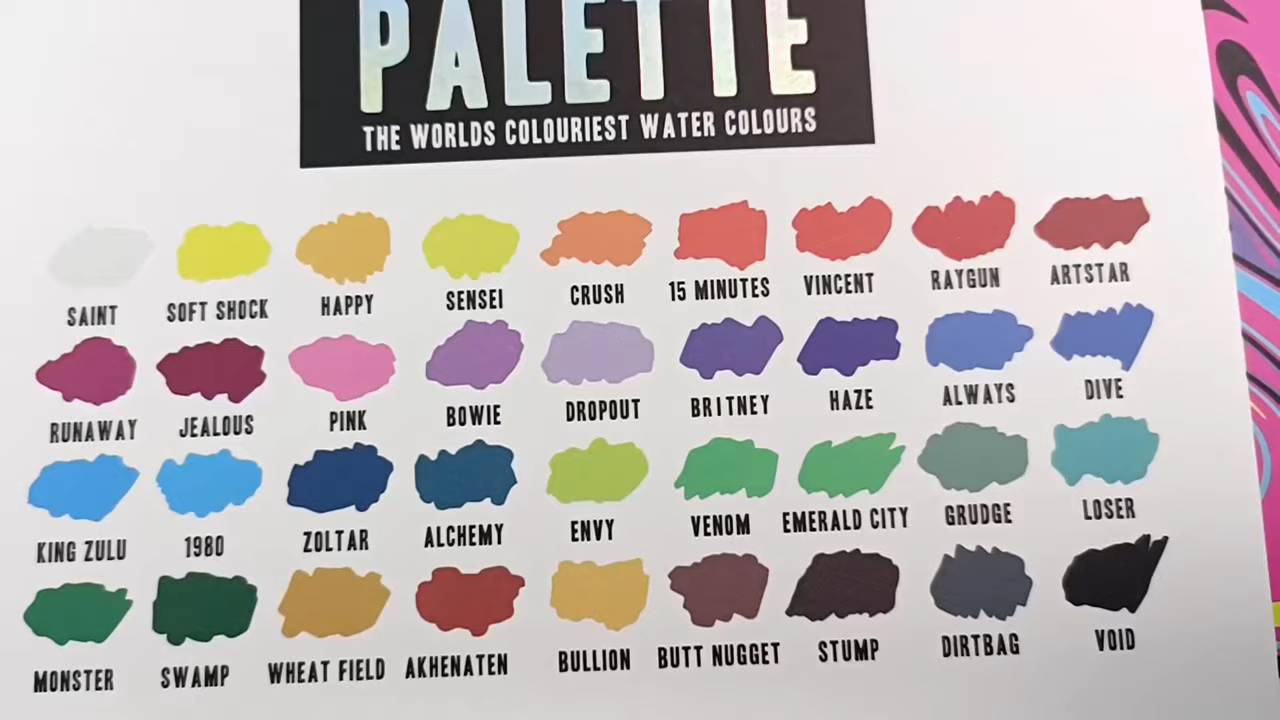 PALETTE
THE WORLDS COLOURIEST WATER COLOURS
SAINT SOFT SHOCK HAPPY SENSEI CRUSH 15 MINUTES VINCENT RAYGUN ARTSTAR
RUNAWAY JEALOUS PINK BOWIE DROPOUT BRITNEY HAZE ALWAYS DIVE
KING ZULU 1980 ZOLTAR ALCHEMY ENVY VENOM EMERALD CITY GRUDGE LOSER
MONSTER SWAMP WHEAT FIELD AKHENATEN BULLION BUTT NUGGET STUMP DIRTBAG VOID